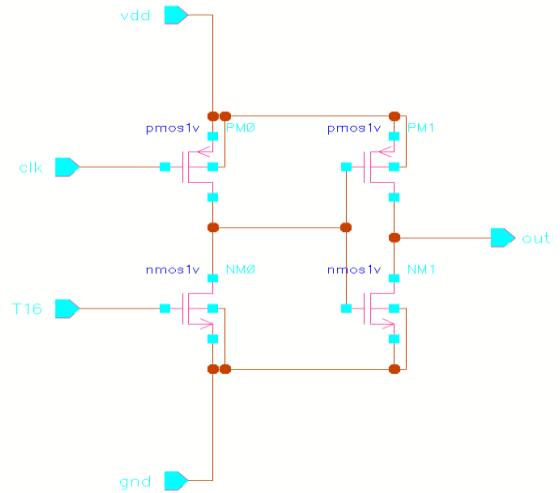 vdd
pmos1v PM0 pmos1v PM1
clk
out
nmos1v NM0 nmos1v NM1
T16
gnd